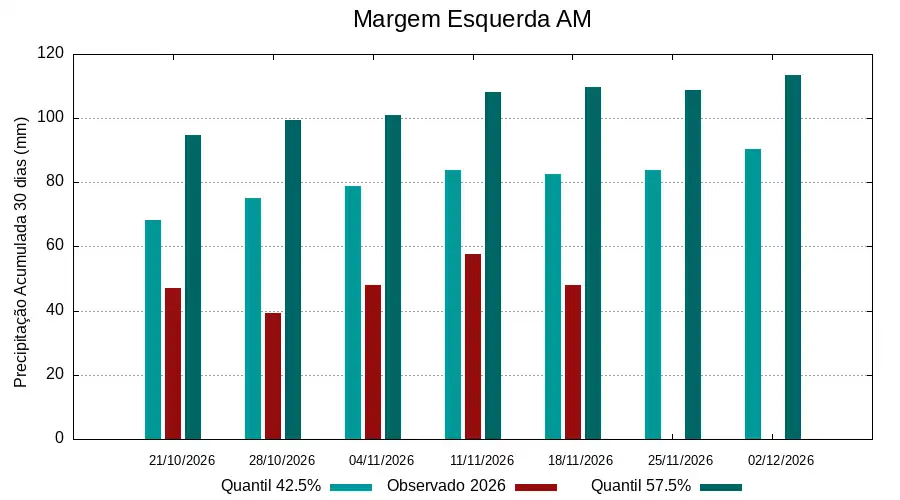 Margem Esquerda AM
Precipitação Acumulada 30 dias (mm)
120
100
80
60
40
20
0
21/10/2026 28/10/2026 04/11/2026 11/11/2026 18/11/2026 25/11/2026 02/12/2026
Quantil 42.5% Observado 2026 Quantil 57.5%